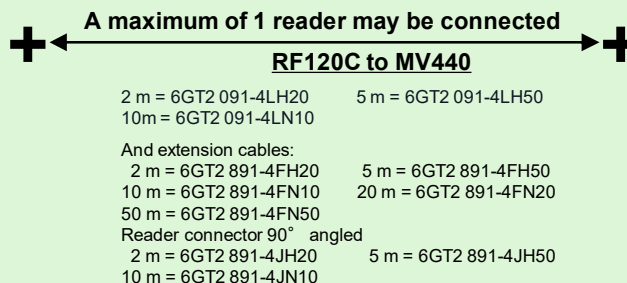 A maximum of 1 reader may be connected
RF120C to MV440
2 m = 6GT2 091-4LH20 5 m = 6GT2 091-4LH50
10m = 6GT2 091-4LN10
And extension cables:
2 m = 6GT2 891-4FH20 5 m = 6GT2 891-4FH50
10 m = 6GT2 891-4FN10 20 m = 6GT2 891-4FN20
50 m = 6GT2 891-4FN50
Reader connector 90° angled
2 m = 6GT2 891-4JH20 5 m = 6GT2 891-4JH50
10 m = 6GT2 891-4JN10